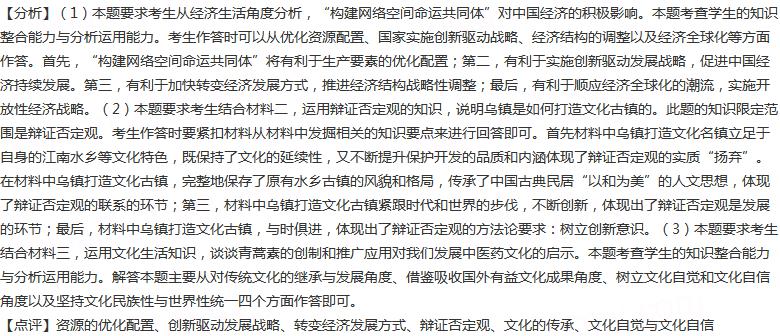 【分析】（1）本题要求考生从经济生活角度分析，“构建网络空间命运共同体”对中国经济的积极影响。本题考查学生的知识
整合能力与分析运用能力。考生作答时可以从优化资源配置、国家实施创新驱动战略、经济结构的调整以及经济全球化等方面
作答。首先，“构建网络空间命运共同体”将有利于生产要素的优化配置；第二，有利于实施创新驱动发展战略，促进中国经
济持续发展。第三，有利于加快转变经济发展方式，推进经济结构战略性调整；最后，有利于顺应经济全球化的潮流，实施开
放性经济战略。（2）本题要求考生结合材料二，运用辩证否定观的知识，说明乌镇是如何打造文化古镇的。此题的知识限定范
围是辩证否定观。考生作答时要紧扣材料从材料中发掘相关的知识要点来进行回答即可。首先材料中乌镇打造文化名镇立足于
自身的江南水乡等文化特色，既保持了文化的延续性，又不断提升保护开发的品质和内涵体现了辩证否定观的实质“扬弃”。
在材料中乌镇打造文化古镇，完整地保存了原有水乡古镇的风貌和格局，传承了中国古典民居“以和为美”的人文思想，体现
了辩证否定观的联系的环节；第三，材料中乌镇打造文化古镇紧跟时代和世界的步伐，不断创新，体现出了辩证否定观是发展
的环节；最后，材料中乌镇打造文化古镇，与时俱进，体现出了辩证否定观的方法论要求：树立创新意识。（3）本题要求考生
结合材料三，运用文化生活知识，谈谈青蒿素的创制和推广应用对我们发展中医药文化的启示。本题考查学生的知识整合能力
与分析运用能力。解答本题主要从对传统文化的继承与发展角度、借鉴吸收国外有益文化成果角度、树立文化自觉和文化自信
角度以及坚持文化民族性与世界性统一四个方面作答即可。
【点评】资源的优化配置、创新驱动发展战略、转变经济发展方式、辩证否定观、文化的传承、文化自觉与文化自信